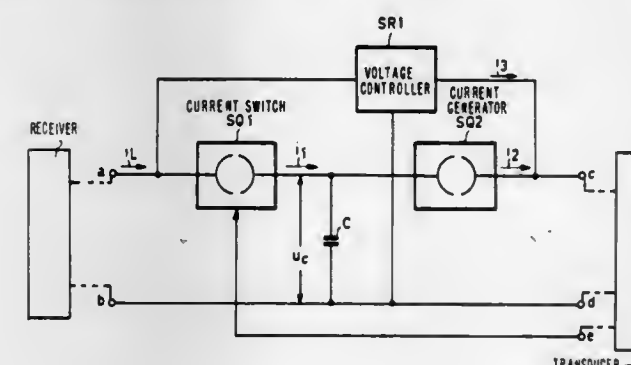 SR1
VOLTAGE
CONTROLLER
I3
CURRENT SWITCH
SQ1
CURRENT
GENERATOR
SQ2
RECEIVER
a
IL
I1
I2
c
uc
C
b
d
e
TRANSDUCER